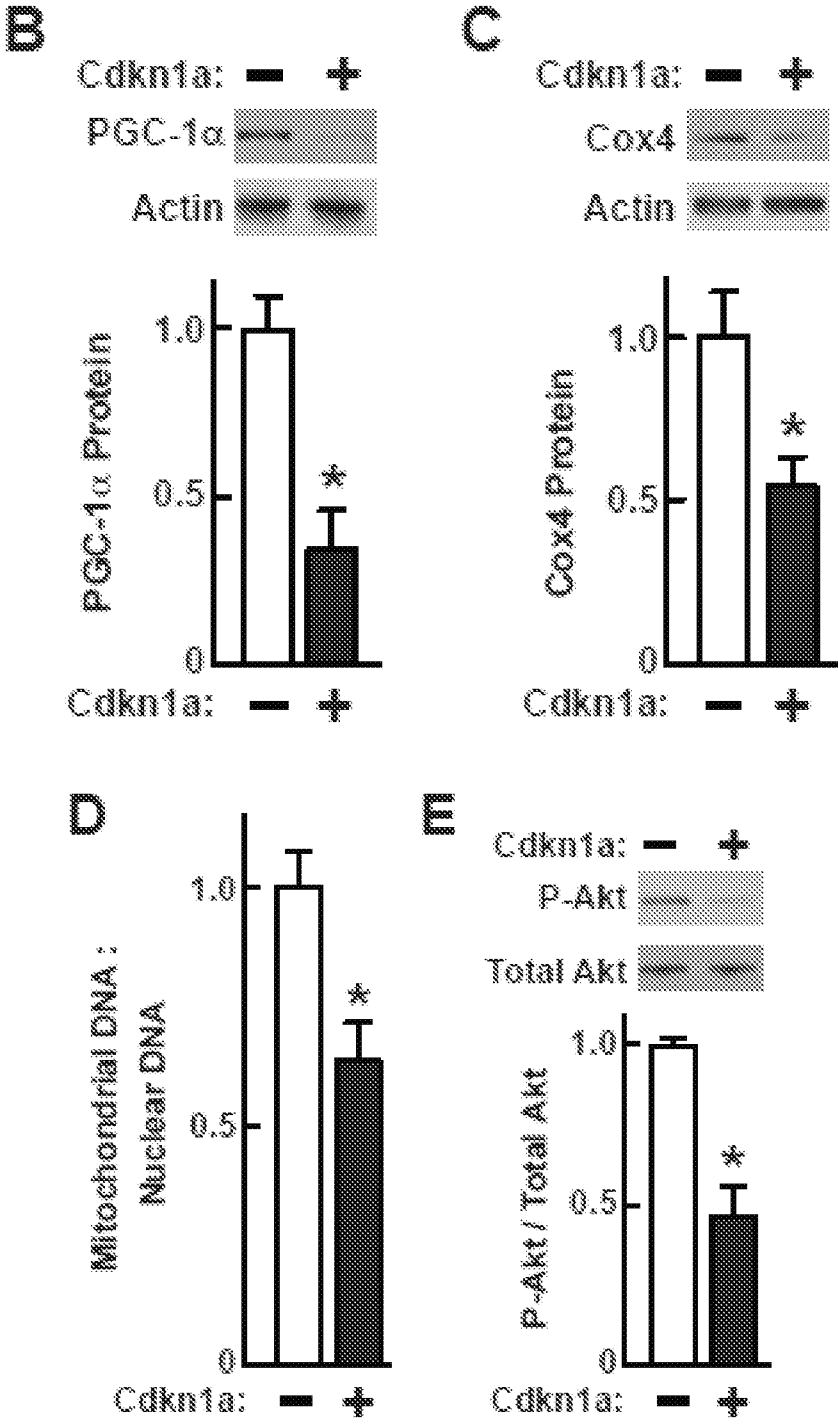 B
Cdkn1a: − +
PGC-1α
Actin
PGC-1α Protein
1.0
0.5
0
*
Cdkn1a: − +
C
Cdkn1a: − +
Cox4
Actin
Cox4 Protein
1.0
0.5
0
*
Cdkn1a: − +
D
Mitochondrial DNA :
Nuclear DNA
1.0
0.5
0
*
Cdkn1a: − +
E
Cdkn1a: − +
P-Akt
Total Akt
P-Akt / Total Akt
1.0
0.5
0
*
Cdkn1a: − +